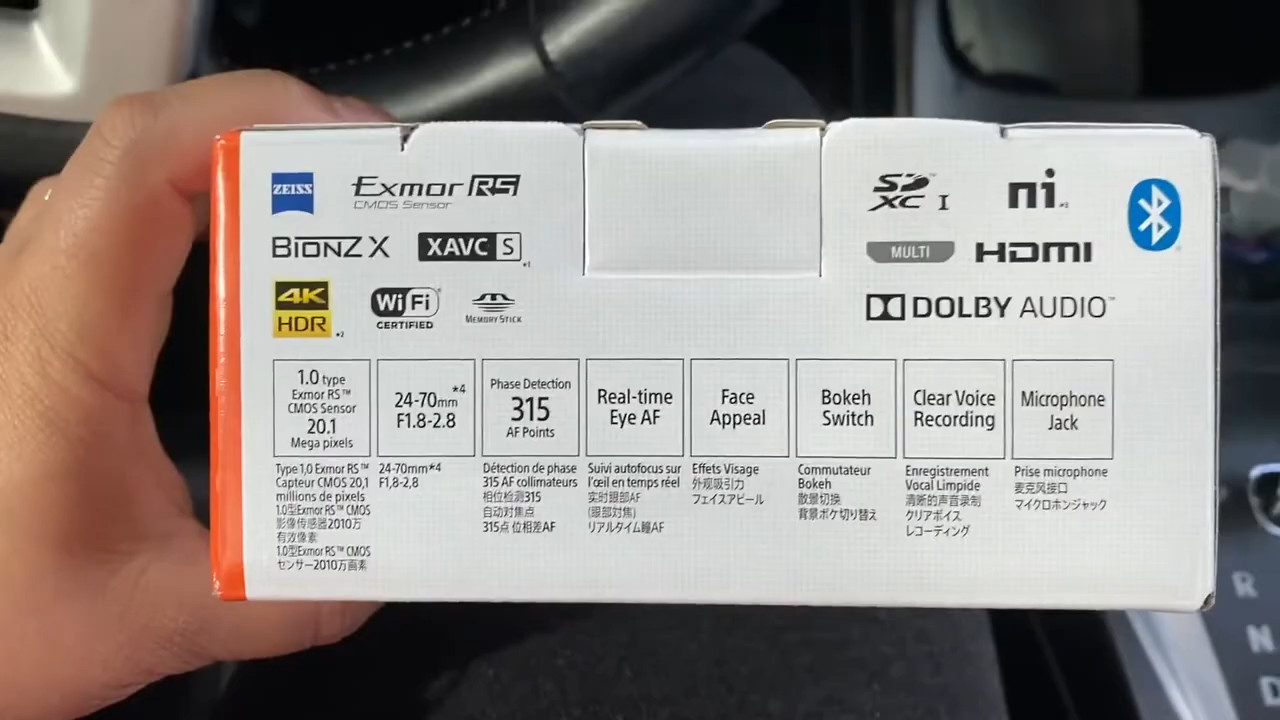 ZEISS
Exmor RS
CMOS Sensor
BIONZ X
XAVC S
*1
4K
HDR
*2
Wi Fi
CERTIFIED
MEMORY STICK
SD
XC I
MULTI
HDMI
DOLBY AUDIO™
1.0 type
Exmor RS™
CMOS Sensor
20.1
Mega pixels
24-70mm*4
F1.8-2.8
Phase Detection
315
AF Points
Real-time
Eye AF
Face
Appeal
Bokeh
Switch
Clear Voice
Recording
Microphone
Jack
Type 1,0 Exmor RS™
Capteur CMOS 20,1
millions de pixels
1.0型Exmor RS™ CMOS
影像传感器2010万
有效像素
1.0型Exmor RS™ CMOS
センサー2010万画素
24-70mm*4
F1,8-2,8
Détection de phase
315 AF collimateurs
相位检测315
自动对焦点
315点 位相差AF
Suivi autofocus sur
l'œil en temps réel
实时眼部AF
(眼部对焦)
リアルタイム瞳AF
Effets Visage
外观吸引力
フェイスアピール
Commutateur
Bokeh
散景切换
背景ボケ切り替え
Enregistrement
Vocal Limpide
清晰的声音录制
クリアボイス
レコーディング
Prise microphone
麦克风接口
マイクロホンジャック
R
N
D